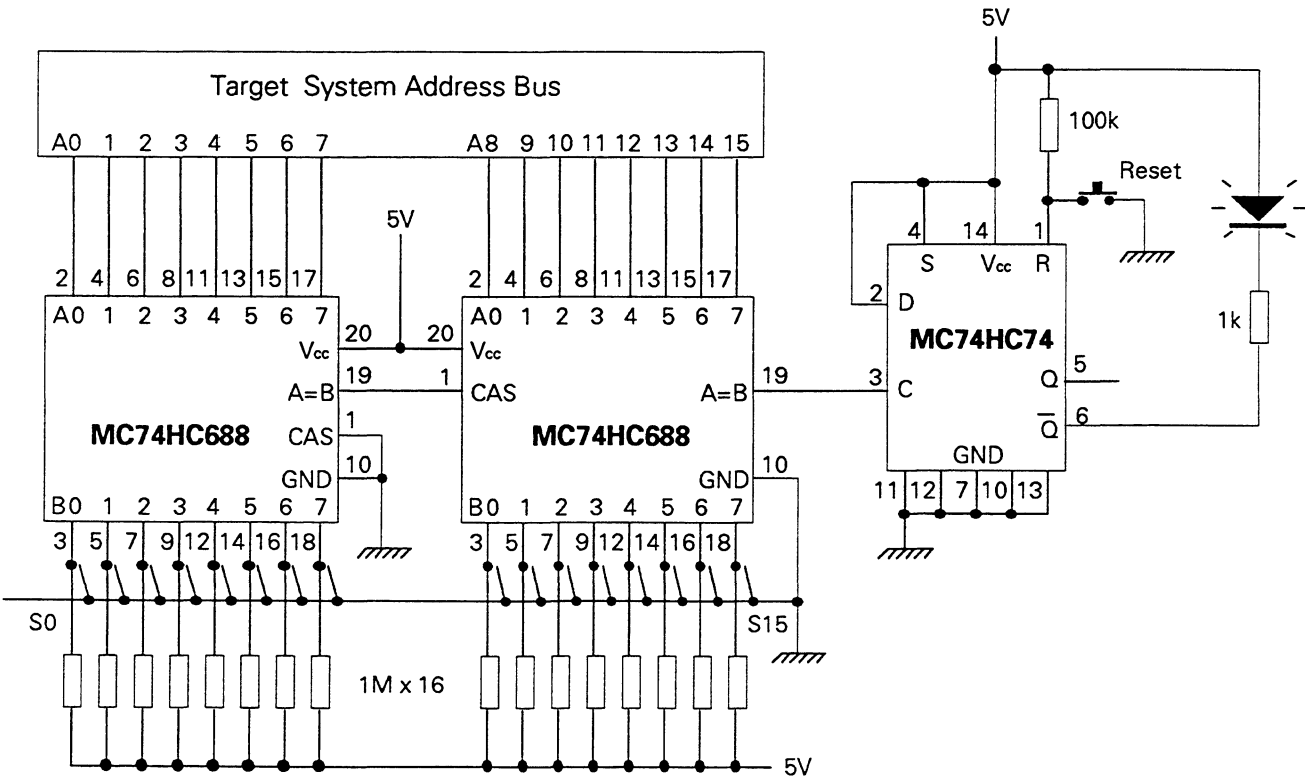 5V
Target System Address Bus
A0 1 2 3 4 5 6 7 A8 9 10 11 12 13 14 15
100k
Reset
5V
4 14 1
S Vcc R
2 4 6 8 11 13 15 17
2 4 6 8 11 13 15 17
A0 1 2 3 4 5 6 7
A0 1 2 3 4 5 6 7
2 D
1k
MC74HC74
Vcc 20
20 Vcc
Q 5
A=B 19
1 CAS
A=B 19
3 C
Q̅ 6
MC74HC688
CAS 1
MC74HC688
GND
GND 10
GND 10
11 12 7 10 13
B0 1 2 3 4 5 6 7
B0 1 2 3 4 5 6 7
3 5 7 9 12 14 16 18
3 5 7 9 12 14 16 18
S0
S15
1M x 16
5V